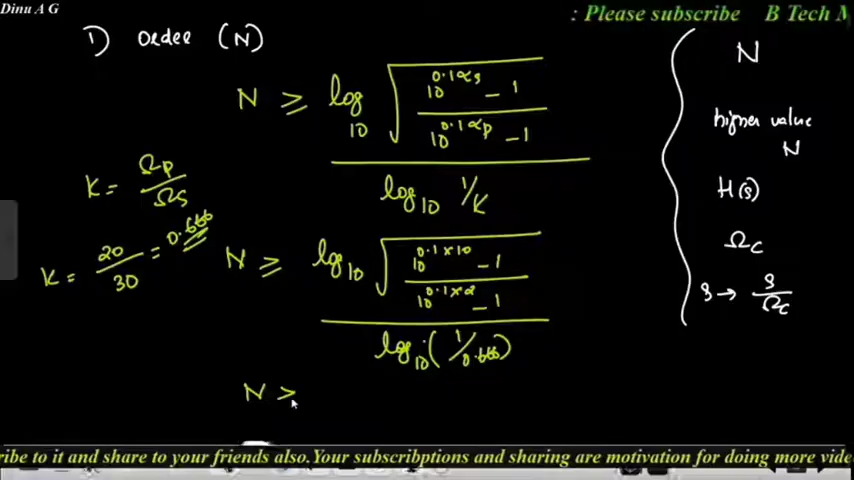 Dinu A G
: Please subscribe B Tech M
1) order (N)
N ≥ log₁₀ √((10^0.1αs − 1)/(10^0.1αp − 1)) / log₁₀ 1/K
K = Ωp/Ωs
K = 20/30 = 0.666
N ≥ log₁₀ √((10^0.1×10 − 1)/(10^0.1×2 − 1)) / log₁₀(1/0.666)
N >
N
higher value
N
H(s)
Ωc
s → s/Ωc
ribe to it and share to your friends also.Your subscribptions and sharing are motivation for doing more vide